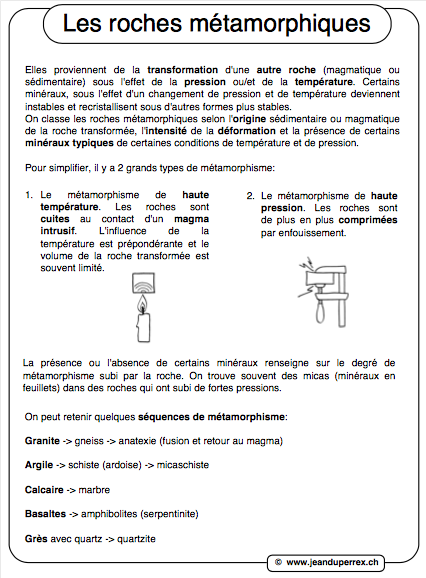 Les roches métamorphiques
Elles proviennent de la transformation d'une autre roche (magmatique ou
sédimentaire) sous l'effet de la pression ou/et de la température. Certains
minéraux, sous l'effet d'un changement de pression et de température deviennent
instables et recristallisent sous d'autres formes plus stables.
On classe les roches métamorphiques selon l'origine sédimentaire ou magmatique
de la roche transformée, l'intensité de la déformation et la présence de certains
minéraux typiques de certaines conditions de température et de pression.
Pour simplifier, il y a 2 grands types de métamorphisme:
1. Le métamorphisme de haute
température. Les roches sont
cuites au contact d'un magma
intrusif. L'influence de la
température est prépondérante et le
volume de la roche transformée est
souvent limité.
2. Le métamorphisme de haute
pression. Les roches sont
de plus en plus comprimées
par enfouissement.
La présence ou l'absence de certains minéraux renseigne sur le degré de
métamorphisme subi par la roche. On trouve souvent des micas (minéraux en
feuillets) dans des roches qui ont subi de fortes pressions.
On peut retenir quelques séquences de métamorphisme:
Granite -> gneiss -> anatexie (fusion et retour au magma)
Argile -> schiste (ardoise) -> micaschiste
Calcaire -> marbre
Basaltes -> amphibolites (serpentinite)
Grès avec quartz -> quartzite
© www.jeanduperrex.ch